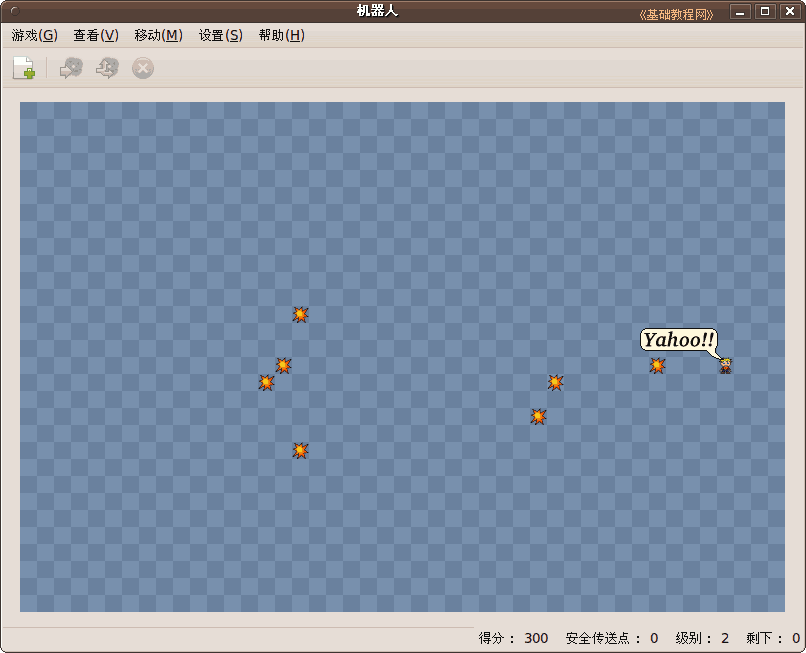 机器人
《基础教程网》
游戏(G) 查看(V) 移动(M) 设置(S) 帮助(H)
Yahoo!!
得分： 300 安全传送点： 0 级别： 2 剩下： 0